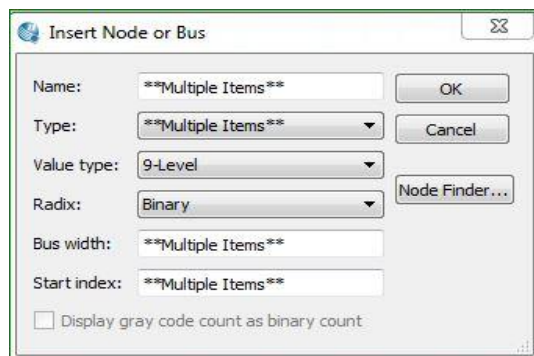 Insert Node or Bus
Name: **Multiple Items** OK
Type: **Multiple Items** Cancel
Value type: 9-Level
Radix: Binary Node Finder...
Bus width: **Multiple Items**
Start index: **Multiple Items**
Display gray code count as binary count